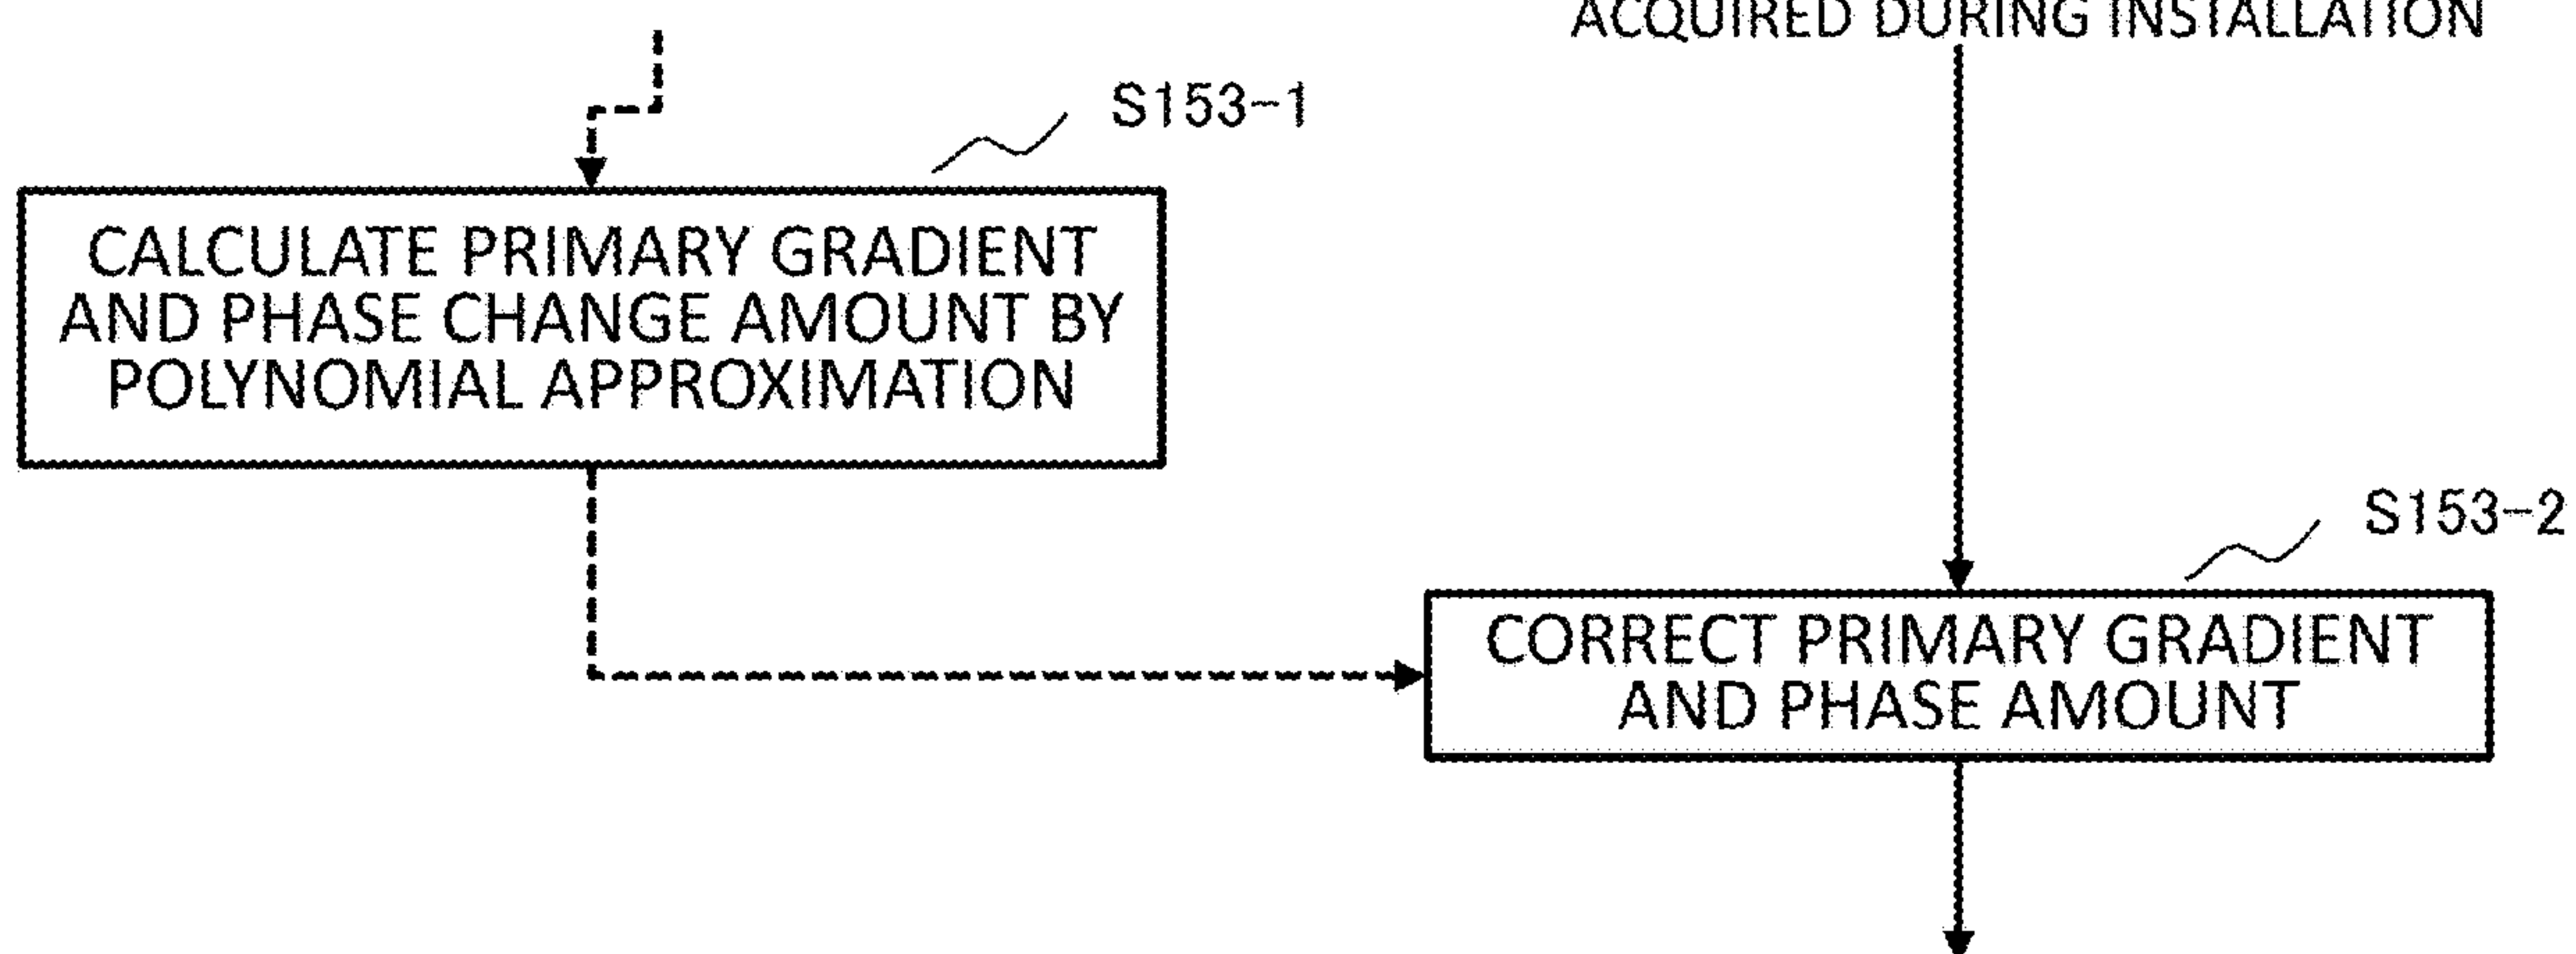 ACQUIRED DURING INSTALLATION
S153-1
CALCULATE PRIMARY GRADIENT
AND PHASE CHANGE AMOUNT BY
POLYNOMIAL APPROXIMATION
S153-2
CORRECT PRIMARY GRADIENT
AND PHASE AMOUNT